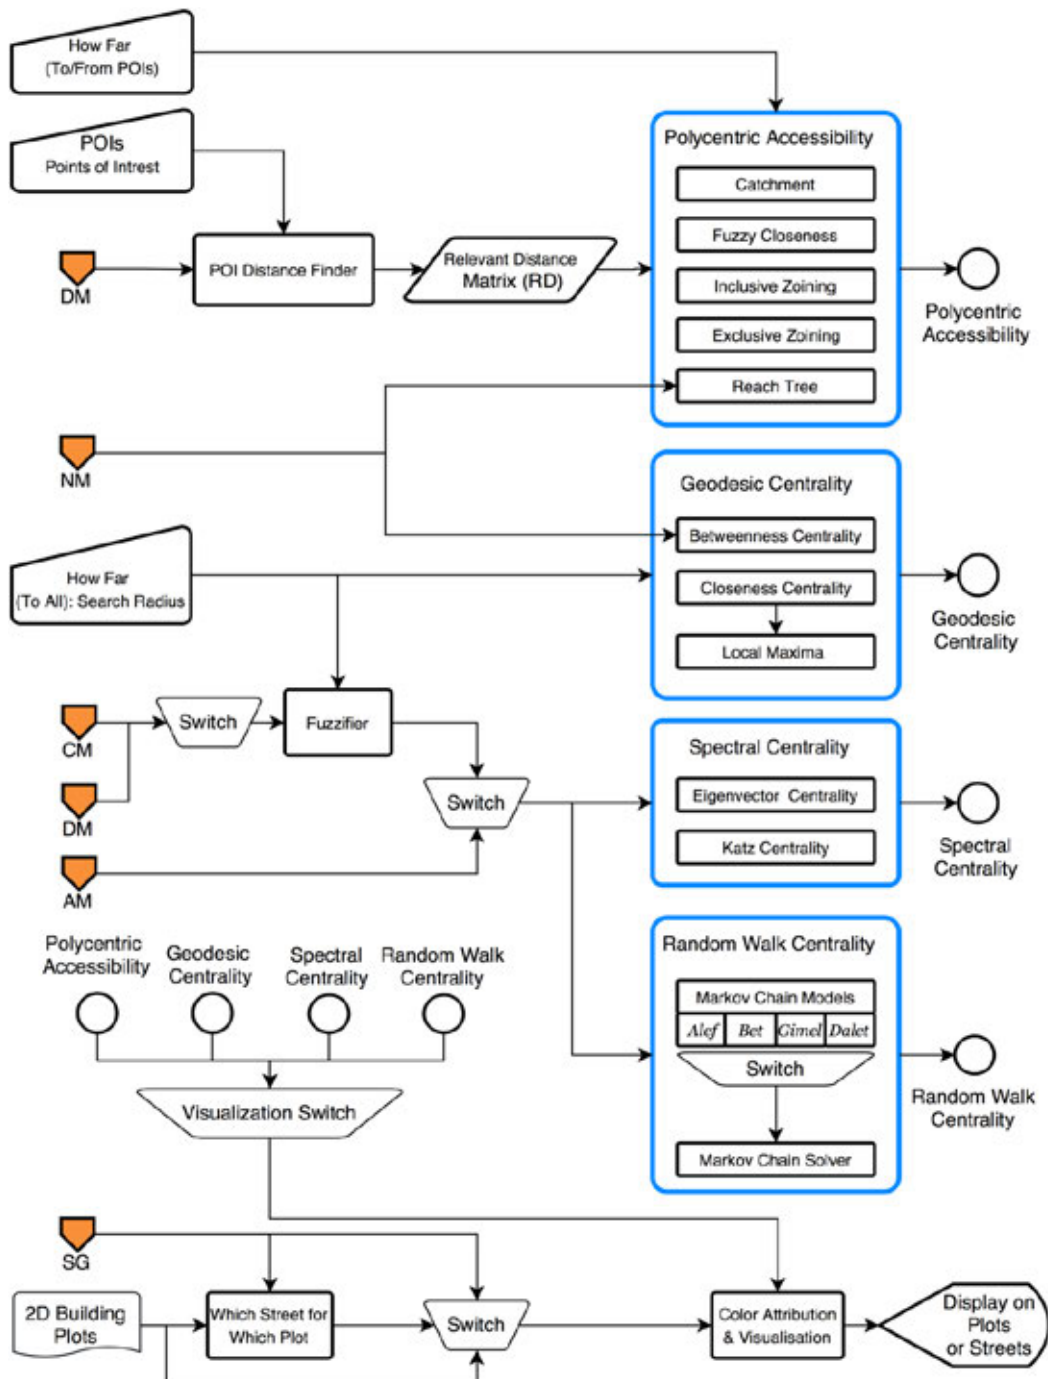 How Far
(To/From POIs)
POIs
Points of Intrest
DM
POI Distance Finder
Relevant Distance
Matrix (RD)
Polycentric Accessibility
Catchment
Fuzzy Closeness
Inclusive Zoining
Exclusive Zoining
Reach Tree
Polycentric
Accessibility
NM
Geodesic Centrality
Betweenness Centrality
Closeness Centrality
Local Maxima
Geodesic
Centrality
How Far
(To All): Search Radius
CM
Switch
Fuzzifier
DM
Switch
AM
Spectral Centrality
Eigenvector Centrality
Katz Centrality
Spectral
Centrality
Polycentric
Accessibility
Geodesic
Centrality
Spectral
Centrality
Random Walk
Centrality
Random Walk Centrality
Markov Chain Models
Alef Bet Gimel Dalet
Switch
Markov Chain Solver
Random Walk
Centrality
Visualization Switch
SG
2D Building
Plots
Which Street for
Which Plot
Switch
Color Attribution
& Visualisation
Display on
Plots
or Streets